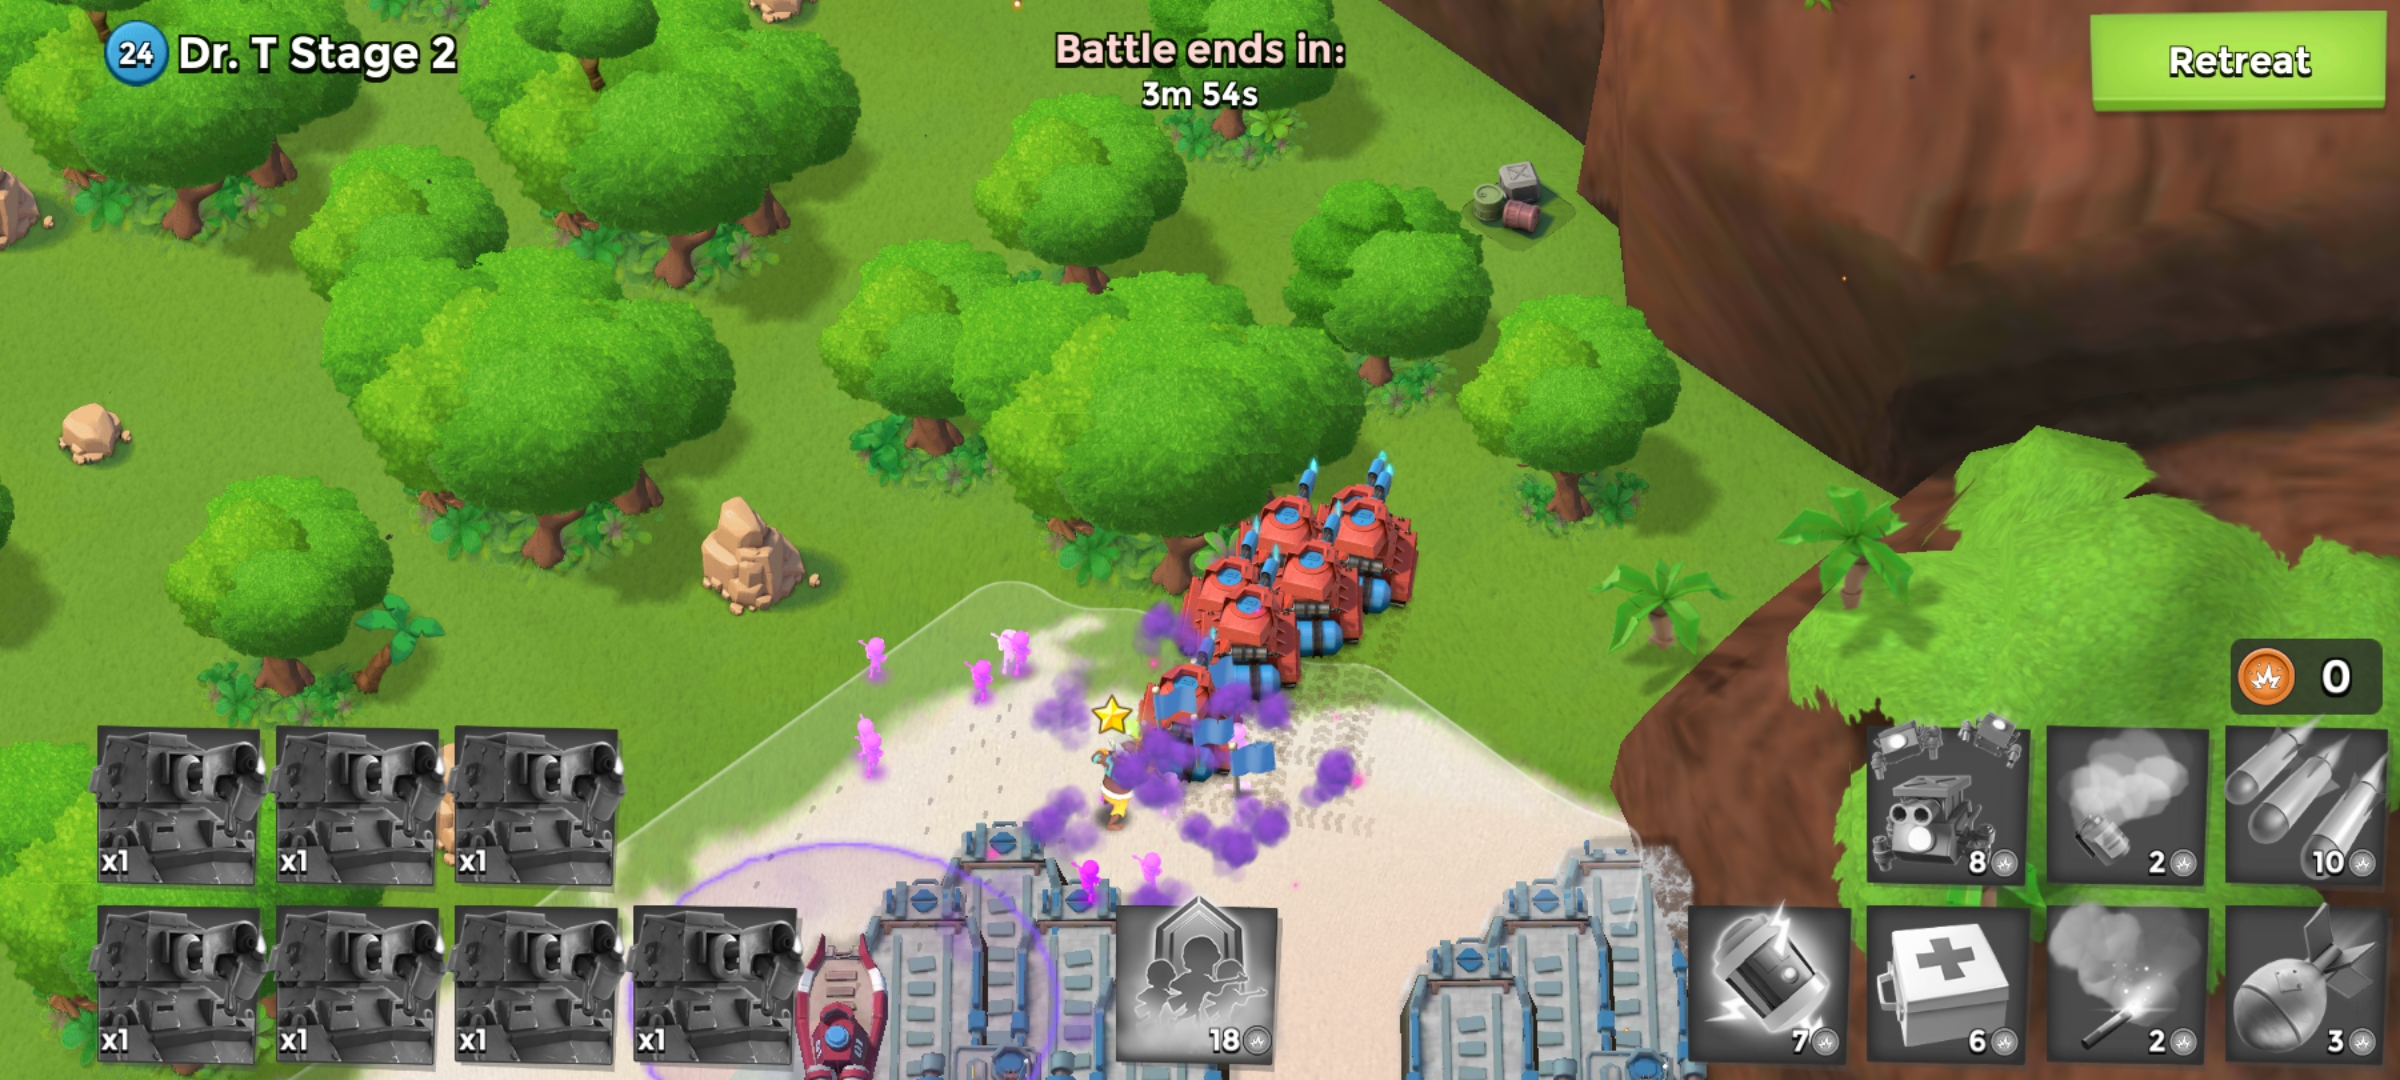 24 Dr. T Stage 2
Battle ends in:
3m 54s
Retreat
0
x1 x1 x1
8 2 10
x1 x1 x1 x1
18
7 6 2 3